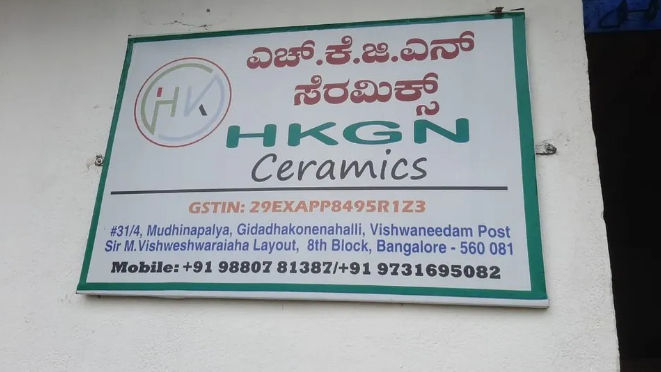 ಎಚ್.ಕೆ.ಜಿ.ಎನ್
ಸೆರಮಿಕ್ಸ್
HK
HKGN
Ceramics
GSTIN: 29EXAPP8495R1Z3
#31/4, Mudhinapalya, Gidadhakonenahalli, Vishwaneedam Post
Sir M.Vishweshwaraiaha Layout, 8th Block, Bangalore - 560 081
Mobile: +91 98807 81387/+91 9731695082